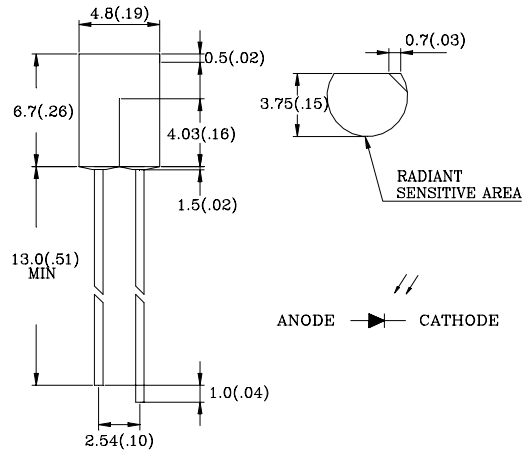 4.8(.19)
0.5(.02)
0.7(.03)
6.7(.26)
4.03(.16)
3.75(.15)
1.5(.02)
RADIANT
SENSITIVE AREA
13.0(.51)
MIN
ANODE
CATHODE
1.0(.04)
2.54(.10)